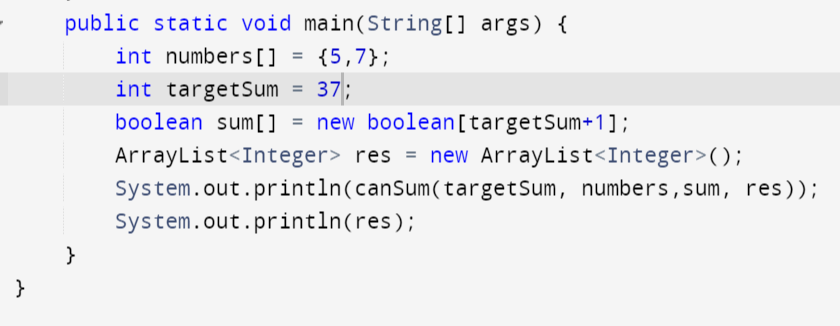 public static void main(String[] args) {
int numbers[] = {5,7};
int targetSum = 37;
boolean sum[] = new boolean[targetSum+1];
ArrayList<Integer> res = new ArrayList<Integer>();
System.out.println(canSum(targetSum, numbers,sum, res));
System.out.println(res);
}
}